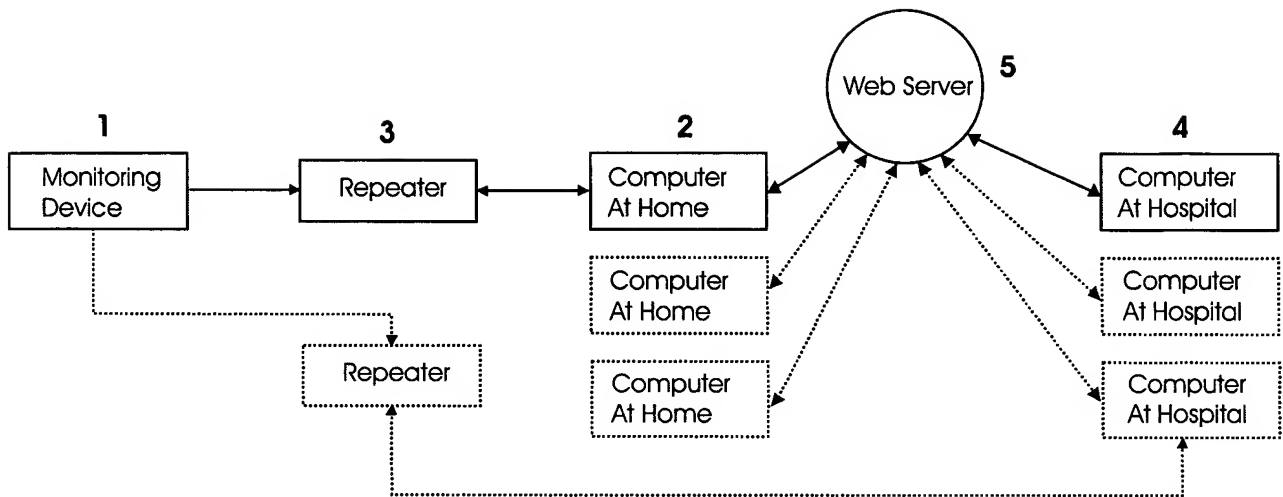 Web Server
5
1
3
2
4
Monitoring
Device
Repeater
Computer
At Home
Computer
At Hospital
Computer
At Home
Computer
At Hospital
Repeater
Computer
At Home
Computer
At Hospital